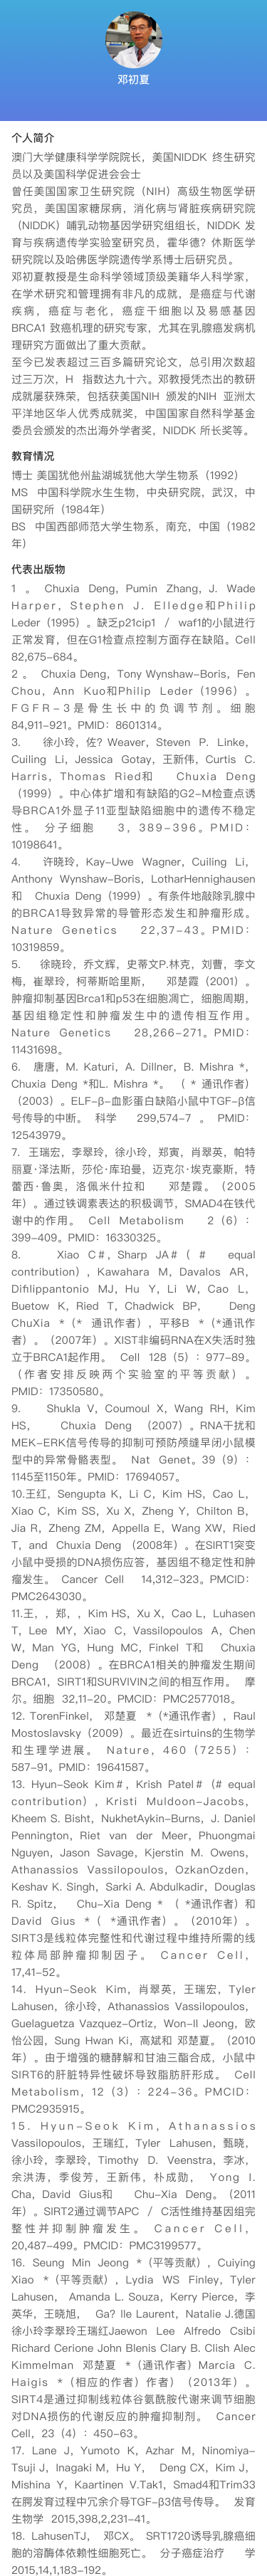 邓初夏
个人简介
澳门大学健康科学学院院长，美国NIDDK 终生研究
员以及美国科学促进会会士
曾任美国国家卫生研究院（NIH）高级生物医学研
究员，美国国家糖尿病，消化病与肾脏疾病研究院
（NIDDK）哺乳动物基因学研究组组长，NIDDK 发
育与疾病遗传学实验室研究员，霍华德？休斯医学
研究院以及哈佛医学院遗传学系博士后研究员。
邓初夏教授是生命科学领域顶级美籍华人科学家，
在学术研究和管理拥有非凡的成就，是癌症与代谢
疾病，癌症与老化，癌症干细胞以及易感基因
BRCA1 致癌机理的研究专家，尤其在乳腺癌发病机
理研究方面做出了重大贡献。
至今已发表超过三百多篇研究论文，总引用次数超
过三万次，H 指数达九十六。邓教授凭杰出的教研
成就屡获殊荣，包括获美国NIH 颁发的NIH 亚洲太
平洋地区华人优秀成就奖，中国国家自然科学基金
委员会颁发的杰出海外学者奖，NIDDK 所长奖等。
教育情况
博士 美国犹他州盐湖城犹他大学生物系（1992）
MS 中国科学院水生生物，中央研究院，武汉，中
国研究所（1984年）
BS 中国西部师范大学生物系，南充，中国（1982
年）
代表出版物
1 。 Chuxia Deng，Pumin Zhang，J. Wade
Harper，Stephen J. Elledge和Philip
Leder（1995）。缺乏p21cip1 / waf1的小鼠进行
正常发育，但在G1检查点控制方面存在缺陷。Cell
82,675-684。
2 。 Chuxia Deng，Tony Wynshaw-Boris，Fen
Chou，Ann Kuo和Philip Leder（1996）。
FGFR-3是骨生长中的负调节剂。细胞
84,911-921。PMID：8601314。
3. 徐小玲，佐？Weaver，Steven P. Linke，
Cuiling Li，Jessica Gotay，王新伟，Curtis C.
Harris，Thomas Ried和 Chuxia Deng
（1999）。中心体扩增和有缺陷的G2-M检查点诱
导BRCA1外显子11亚型缺陷细胞中的遗传不稳定
性。 分子细胞 3，389-396。PMID：
10198641。
4. 许晓玲，Kay-Uwe Wagner，Cuiling Li，
Anthony Wynshaw-Boris，LotharHennighausen
和 Chuxia Deng（1999）。有条件地敲除乳腺中
的BRCA1导致异常的导管形态发生和肿瘤形成。
Nature Genetics 22,37-43。PMID：
10319859。
5. 徐晓玲，乔文辉，史蒂文P.林克，刘曹，李文
梅，崔翠玲，柯蒂斯哈里斯， 邓楚霞（2001）。
肿瘤抑制基因Brca1和p53在细胞凋亡，细胞周期，
基因组稳定性和肿瘤发生中的遗传相互作用。
Nature Genetics 28,266-271。PMID：
11431698。
6. 唐唐，M. Katuri，A. Dillner，B. Mishra *，
Chuxia Deng *和L. Mishra *。 （ * 通讯作者）
（2003）。ELF-β-血影蛋白缺陷小鼠中TGF-β信
号传导的中断。 科学 299,574-7 。 PMID：
12543979。
7. 王瑞宏，李翠玲，徐小玲，郑寅，肖翠英，帕特
丽夏·泽法斯，莎伦·库珀曼，迈克尔·埃克豪斯，特
蕾西·鲁奥，洛佩米什拉和 邓楚霞。（2005
年）。通过铁调素表达的积极调节，SMAD4在铁代
谢中的作用。 Cell Metabolism 2（6）：
399-409。PMID：16330325。
8. Xiao C＃，Sharp JA＃（＃ equal
contribution），Kawahara M，Davalos AR，
Difilippantonio MJ，Hu Y，Li W，Cao L，
Buetow K，Ried T，Chadwick BP， Deng
ChuXia *（* 通讯作者），平移B *（*通讯作
者）。（2007年）。XIST非编码RNA在X失活时独
立于BRCA1起作用。 Cell 128（5）：977-89。
（作者安排反映两个实验室的平等贡献）。
PMID：17350580。
9. Shukla V，Coumoul X，Wang RH，Kim
HS， Chuxia Deng （2007）。RNA干扰和
MEK-ERK信号传导的抑制可预防颅缝早闭小鼠模
型中的异常骨骼表型。 Nat Genet。39（9）：
1145至1150年。PMID：17694057。
10.王红，Sengupta K，Li C，Kim HS，Cao L，
Xiao C，Kim SS，Xu X，Zheng Y，Chilton B，
Jia R，Zheng ZM，Appella E，Wang XW，Ried
T，and Chuxia Deng （2008年）。在SIRT1突变
小鼠中受损的DNA损伤应答，基因组不稳定性和肿
瘤发生。 Cancer Cell 14,312-323。PMCID：
PMC2643030。
11.王，，郑，，Kim HS，Xu X，Cao L，Luhasen
T，Lee MY，Xiao C，Vassilopoulos A，Chen
W，Man YG，Hung MC，Finkel T和 Chuxia
Deng （2008）。在BRCA1相关的肿瘤发生期间
BRCA1，SIRT1和SURVIVIN之间的相互作用。 摩
尔。细胞 32,11-20。PMCID：PMC2577018。
12. TorenFinkel， 邓楚夏 *（*通讯作者），Raul
Mostoslavsky（2009）。最近在sirtuins的生物学
和生理学进展。 Nature，460（7255）：
587-91。PMID：19641587。
13. Hyun-Seok Kim＃，Krish Patel＃（＃ equal
contribution），Kristi Muldoon-Jacobs，
Kheem S. Bisht，NukhetAykin-Burns，J. Daniel
Pennington，Riet van der Meer，Phuongmai
Nguyen，Jason Savage，Kjerstin M. Owens，
Athanassios Vassilopoulos，OzkanOzden，
Keshav K. Singh，Sarki A. Abdulkadir，Douglas
R. Spitz， Chu-Xia Deng *（ *通讯作者）和
David Gius *（ *通讯作者）。（2010年）。
SIRT3是线粒体完整性和代谢过程中维持所需的线
粒体局部肿瘤抑制因子。 Cancer Cell，
17,41-52。
14. Hyun-Seok Kim，肖翠英，王瑞宏，Tyler
Lahusen，徐小玲，Athanassios Vassilopoulos，
Guelaguetza Vazquez-Ortiz，Won-Il Jeong，欧
怡公园，Sung Hwan Ki，高斌和 邓楚夏。（2010
年）。由于增强的糖酵解和甘油三酯合成，小鼠中
SIRT6的肝脏特异性破坏导致脂肪肝形成。 Cell
Metabolism，12（3）：224-36。PMCID：
PMC2935915。
15. Hyun-Seok Kim，Athanassios
Vassilopoulos，王瑞红，Tyler Lahusen，甄晓，
徐小玲，李翠玲，Timothy D. Veenstra，李冰，
余洪涛，季俊芳，王新伟，朴成勋， Yong I.
Cha，David Gius和 Chu-Xia Deng。（2011
年）。SIRT2通过调节APC / C活性维持基因组完
整性并抑制肿瘤发生。 Cancer Cell，
20,487-499。PMCID：PMC3199577。
16. Seung Min Jeong *（平等贡献），Cuiying
Xiao *（平等贡献），Lydia WS Finley，Tyler
Lahusen， Amanda L. Souza，Kerry Pierce，李
英华，王晓旭， Ga？lle Laurent，Natalie J.德国
徐小玲李翠玲王瑞红Jaewon Lee Alfredo Csibi
Richard Cerione John Blenis Clary B. Clish Alec
Kimmelman 邓楚夏 *（通讯作者）Marcia C.
Haigis *（相应的作者）作者）（2013年）。
SIRT4是通过抑制线粒体谷氨酰胺代谢来调节细胞
对DNA损伤的代谢反应的肿瘤抑制剂。 Cancer
Cell，23（4）：450-63。
17. Lane J，Yumoto K，Azhar M，Ninomiya-
Tsuji J，Inagaki M，Hu Y， Deng CX，Kim J，
Mishina Y，Kaartinen V.Tak1，Smad4和Trim33
在腭发育过程中冗余介导TGF-β3信号传导。 发育
生物学 2015,398,2,231-41。
18. LahusenTJ， 邓CX。 SRT1720诱导乳腺癌细
胞的溶酶体依赖性细胞死亡。 分子癌症治疗 学
2015,14,1,183-192。